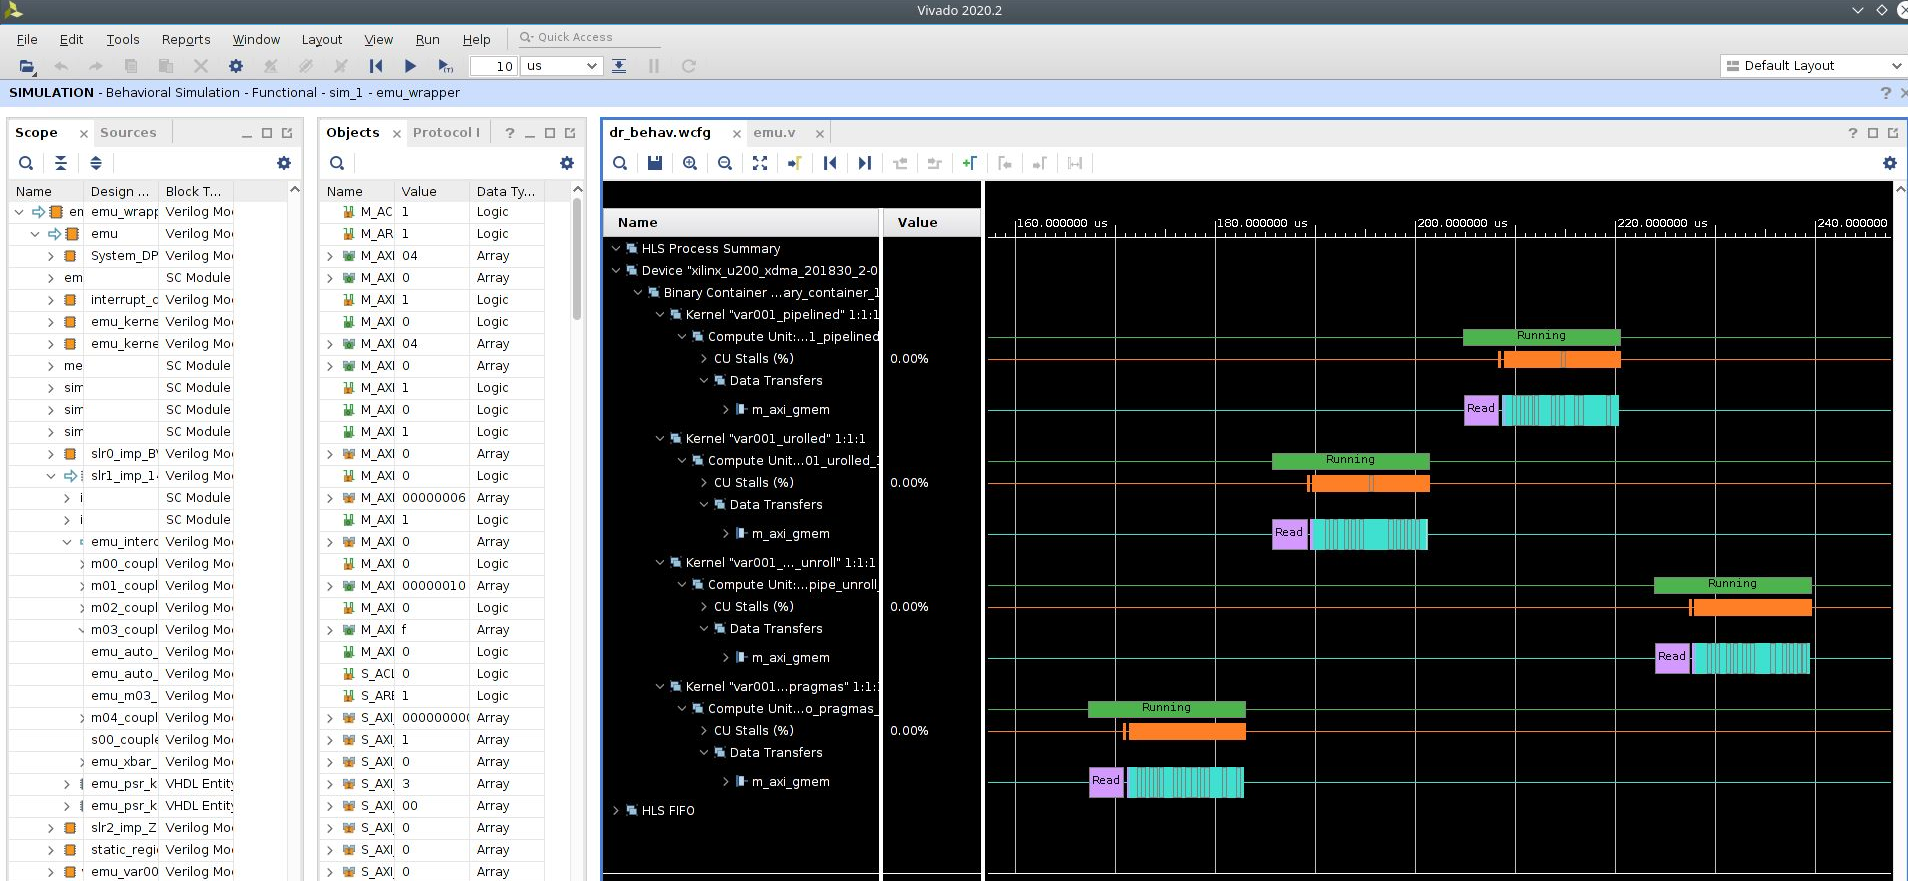 Vivado 2020.2
File Edit Tools Reports Window Layout View Run Help Quick Access
10 us Default Layout
SIMULATION - Behavioral Simulation - Functional - sim_1 - emu_wrapper
Scope Sources
Name Design ... Block T...
en emu_wrapp Verilog Mo
emu Verilog Mo
System_DP Verilog Mo
em SC Module
interrupt_c Verilog Mo
emu_kerne Verilog Mo
emu_kerne Verilog Mo
me SC Module
sim SC Module
sim SC Module
sim SC Module
slr0_imp_B Verilog Mo
slr1_imp_1 Verilog Mo
i SC Module
i SC Module
emu_interc Verilog Mo
m00_coupl Verilog Mo
m01_coupl Verilog Mo
m02_coupl Verilog Mo
m03_coupl Verilog Mo
emu_auto_ Verilog Mo
emu_auto_ Verilog Mo
emu_m03_ Verilog Mo
m04_coupl Verilog Mo
s00_couple Verilog Mo
emu_xbar_ Verilog Mo
emu_psr_k VHDL Entity
emu_psr_k VHDL Entity
slr2_imp_Z Verilog Mo
static_regi Verilog Mo
emu_var00 Verilog Mo
Objects Protocol I
Name Value Data Ty...
M_AC 1 Logic
M_AR 1 Logic
M_AXI 04 Array
M_AXI 0 Array
M_AXI 1 Logic
M_AXI 0 Logic
M_AXI 04 Array
M_AXI 0 Array
M_AXI 1 Logic
M_AXI 0 Logic
M_AXI 1 Logic
M_AXI 0 Array
M_AXI 0 Logic
M_AXI 00000006 Array
M_AXI 1 Logic
M_AXI 0 Array
M_AXI 0 Logic
M_AXI 00000010 Array
M_AXI 0 Logic
M_AXI f Array
M_AXI 0 Logic
S_ACL 0 Logic
S_ARE 1 Logic
S_AXI_ 000000000 Array
S_AXI_ 1 Array
S_AXI_ 0 Array
S_AXI_ 3 Array
S_AXI_ 00 Array
S_AXI_ 0 Array
S_AXI_ 0 Array
S_AXI_ 0 Array
dr_behav.wcfg emu.v
Name Value
160.000000 us 180.000000 us 200.000000 us 220.000000 us 240.000000
HLS Process Summary
Device "xilinx_u200_xdma_201830_2-0
Binary Container ...ary_container_1
Kernel "var001_pipelined" 1:1:1
Compute Unit:...1_pipelined Running
CU Stalls (%) 0.00%
Data Transfers
m_axi_gmem Read
Kernel "var001_urolled" 1:1:1
Compute Unit...01_urolled_ Running
CU Stalls (%) 0.00%
Data Transfers
m_axi_gmem Read
Kernel "var001_..._unroll" 1:1:1
Compute Unit:...pipe_unroll_ Running
CU Stalls (%) 0.00%
Data Transfers
m_axi_gmem Read
Kernel "var001...pragmas" 1:1:
Compute Unit...o_pragmas_ Running
CU Stalls (%) 0.00%
Data Transfers
m_axi_gmem Read
HLS FIFO